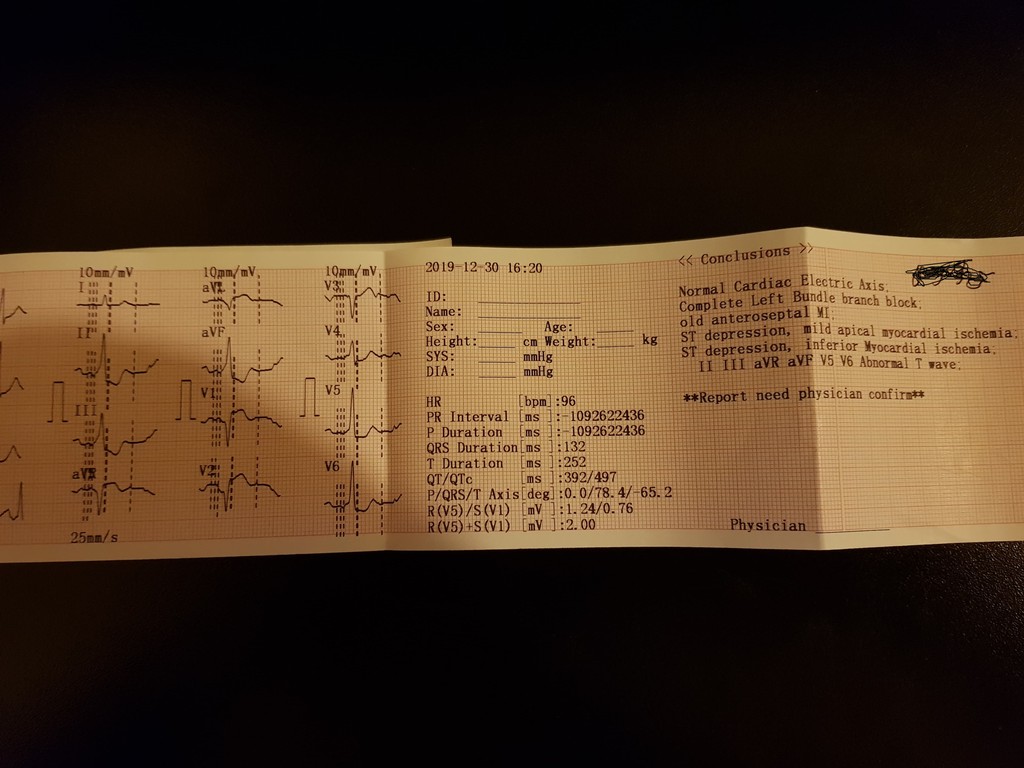 10mm/mV 10mm/mV 10mm/mV
I aVL V3
II aVF V4
III V1 V5
aVR V2 V6
25mm/s
2019-12-30 16:20
ID:
Name:
Sex: Age:
Height: cm Weight: kg
SYS: mmHg
DIA: mmHg
HR [bpm]:96
PR Interval [ms ]:-1092622436
P Duration [ms ]:-1092622436
QRS Duration[ms ]:132
T Duration [ms ]:252
QT/QTc [ms ]:392/497
P/QRS/T Axis[deg]:0.0/78.4/-65.2
R(V5)/S(V1) [mV ]:1.24/0.76
R(V5)+S(V1) [mV ]:2.00
<< Conclusions >>
Normal Cardiac Electric Axis;
Complete Left Bundle branch block;
old anteroseptal MI;
ST depression, mild apical myocardial ischemia;
ST depression, inferior Myocardial ischemia;
II III aVR aVF V5 V6 Abnormal T wave;
**Report need physician confirm**
Physician